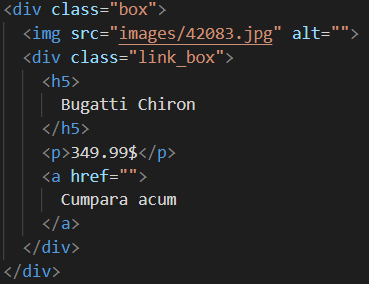 <div class="box">
<img src="images/42083.jpg" alt="">
<div class="link_box">
<h5>
Bugatti Chiron
</h5>
<p>349.99$</p>
<a href="">
Cumpara acum
</a>
</div>
</div>